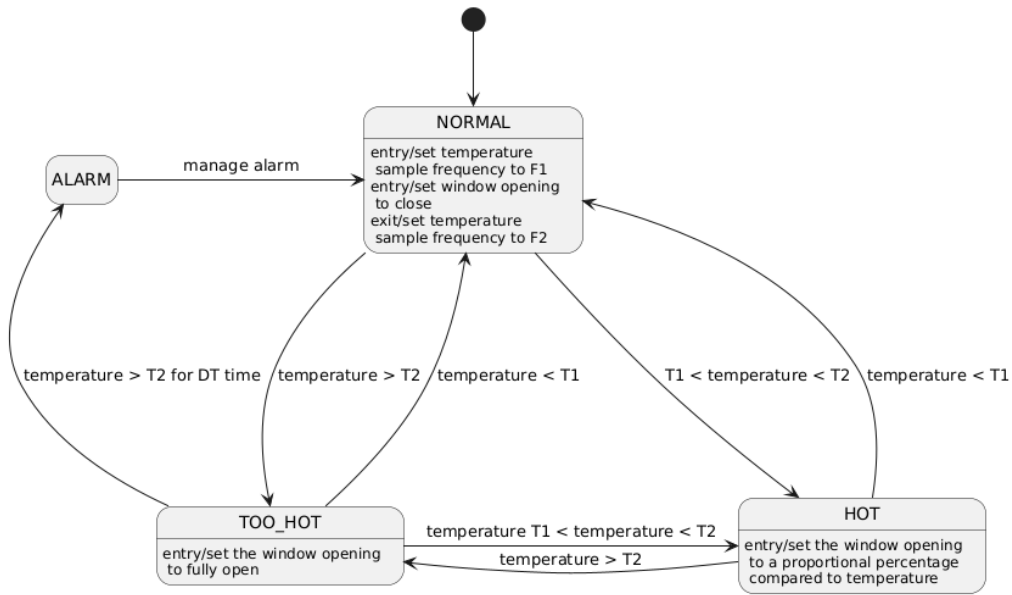 NORMAL
entry/set temperature
sample frequency to F1
entry/set window opening
to close
exit/set temperature
sample frequency to F2
ALARM
manage alarm
temperature > T2 for DT time
temperature > T2
temperature < T1
T1 < temperature < T2
temperature < T1
TOO_HOT
entry/set the window opening
to fully open
temperature T1 < temperature < T2
temperature > T2
HOT
entry/set the window opening
to a proportional percentage
compared to temperature